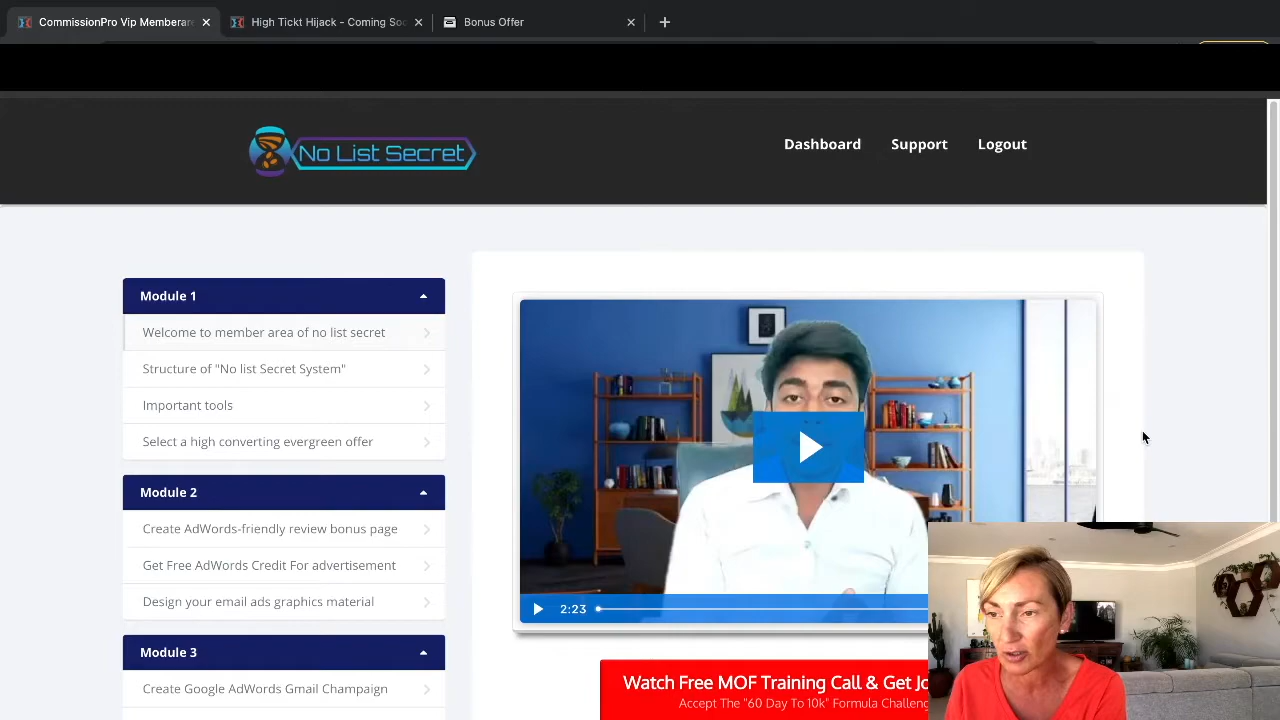 CommissionPro Vip Membera
High Tickt Hijack - Coming Soo
Bonus Offer
No List Secret
Dashboard
Support
Logout
Module 1
Welcome to member area of no list secret
Structure of "No list Secret System"
Important tools
Select a high converting evergreen offer
Module 2
Create AdWords-friendly review bonus page
Get Free AdWords Credit For advertisement
Design your email ads graphics material
Module 3
Create Google AdWords Gmail Champaign
2:23
Watch Free MOF Training Call & Get Jo
Accept The "60 Day To 10k" Formula Challeng